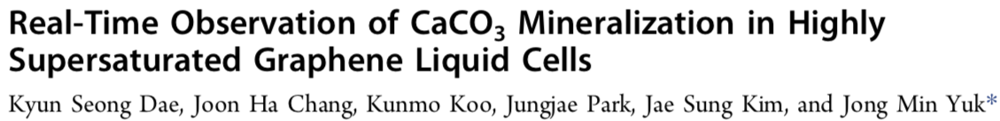 Real-Time Observation of CaCO₃ Mineralization in Highly
Supersaturated Graphene Liquid Cells
Kyun Seong Dae, Joon Ha Chang, Kunmo Koo, Jungjae Park, Jae Sung Kim, and Jong Min Yuk*